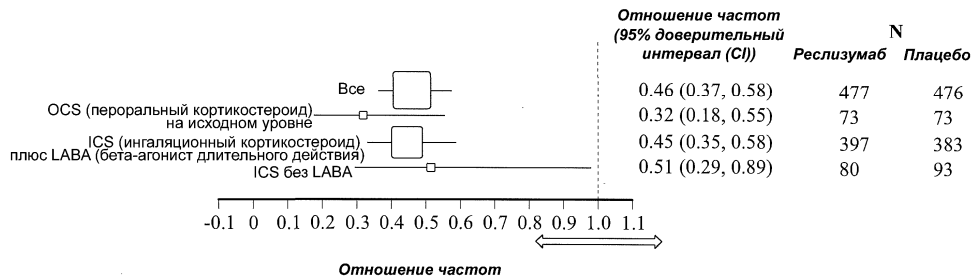 Отношение частот
(95% доверительный
интервал (CI))
N
Реслизумаб Плацебо
Все 0.46 (0.37, 0.58) 477 476
OCS (пероральный кортикостероид)
на исходном уровне 0.32 (0.18, 0.55) 73 73
ICS (ингаляционный кортикостероид)
плюс LABA (бета-агонист длительного действия) 0.45 (0.35, 0.58) 397 383
ICS без LABA 0.51 (0.29, 0.89) 80 93
-0.1 0 0.1 0.2 0.3 0.4 0.5 0.6 0.7 0.8 0.9 1.0 1.1
Отношение частот